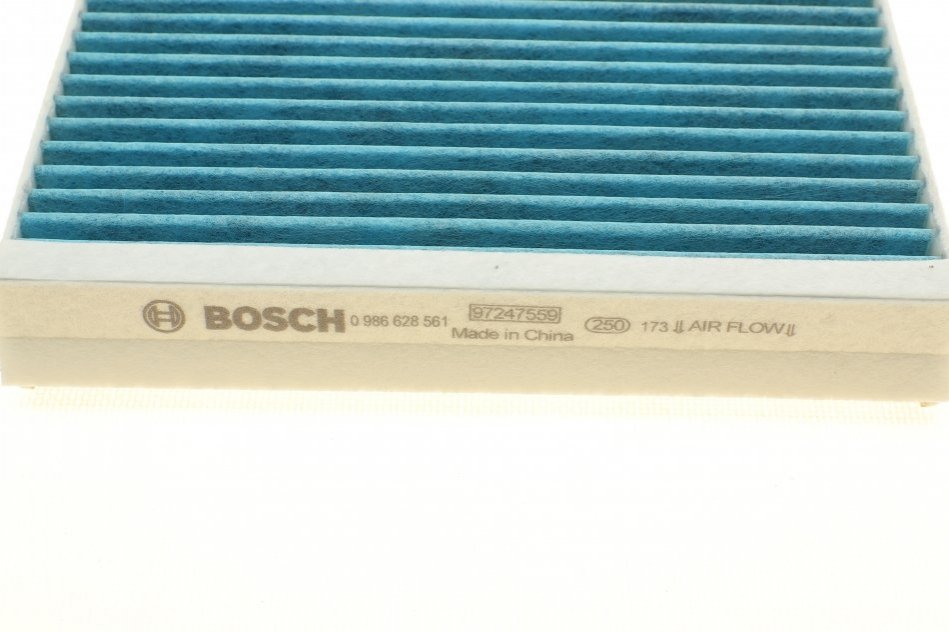 BOSCH 0 986 628 561 97247559 250 173 ⇓ AIR FLOW ⇓
Made in China